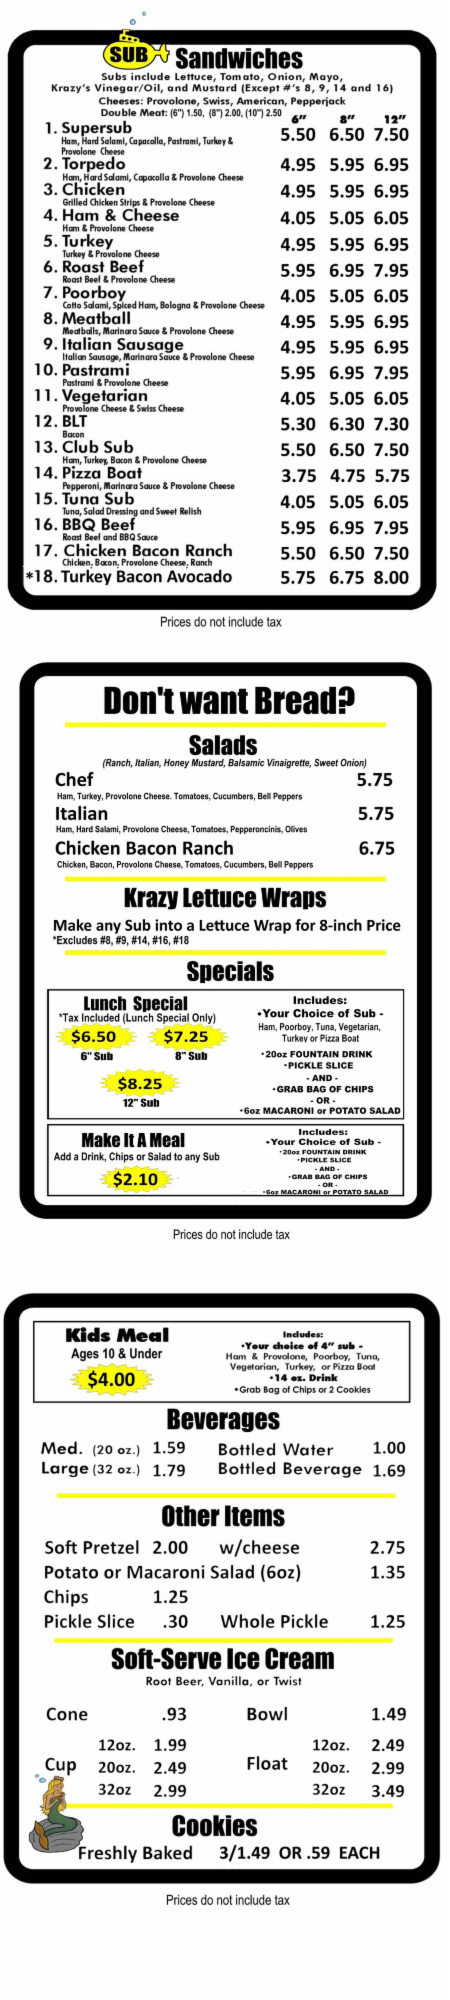 SUB Sandwiches
Subs include Lettuce, Tomato, Onion, Mayo,
Krazy's Vinegar/Oil, and Mustard (Except #'s 8, 9, 14 and 16)
Cheeses: Provolone, Swiss, American, Pepperjack
Double Meat: (6") 1.50, (8") 2.00, (10") 2.50
6" 8" 12"
1. Supersub 5.50 6.50 7.50
Ham, Hard Salami, Capacolla, Pastrami, Turkey &
Provolone Cheese
2. Torpedo 4.95 5.95 6.95
Ham, Hard Salami, Capacolla & Provolone Cheese
3. Chicken 4.95 5.95 6.95
Grilled Chicken Strips & Provolone Cheese
4. Ham & Cheese 4.05 5.05 6.05
Ham & Provolone Cheese
5. Turkey 4.95 5.95 6.95
Turkey & Provolone Cheese
6. Roast Beef 5.95 6.95 7.95
Roast Beef & Provolone Cheese
7. Poorboy 4.05 5.05 6.05
Cotto Salami, Spiced Ham, Bologna & Provolone Cheese
8. Meatball 4.95 5.95 6.95
Meatballs, Marinara Sauce & Provolone Cheese
9. Italian Sausage 4.95 5.95 6.95
Italian Sausage, Marinara Sauce & Provolone Cheese
10. Pastrami 5.95 6.95 7.95
Pastrami & Provolone Cheese
11. Vegetarian 4.05 5.05 6.05
Provolone Cheese & Swiss Cheese
12. BLT 5.30 6.30 7.30
Bacon
13. Club Sub 5.50 6.50 7.50
Ham, Turkey, Bacon & Provolone Cheese
14. Pizza Boat 3.75 4.75 5.75
Pepperoni, Marinara Sauce & Provolone Cheese
15. Tuna Sub 4.05 5.05 6.05
Tuna, Salad Dressing and Sweet Relish
16. BBQ Beef 5.95 6.95 7.95
Roast Beef and BBQ Sauce
17. Chicken Bacon Ranch 5.50 6.50 7.50
Chicken, Bacon, Provolone Cheese, Ranch
*18. Turkey Bacon Avocado 5.75 6.75 8.00
Prices do not include tax
Don't want Bread?
Salads
(Ranch, Italian, Honey Mustard, Balsamic Vinaigrette, Sweet Onion)
Chef 5.75
Ham, Turkey, Provolone Cheese. Tomatoes, Cucumbers, Bell Peppers
Italian 5.75
Ham, Hard Salami, Provolone Cheese, Tomatoes, Pepperoncinis, Olives
Chicken Bacon Ranch 6.75
Chicken, Bacon, Provolone Cheese, Tomatoes, Cucumbers, Bell Peppers
Krazy Lettuce Wraps
Make any Sub into a Lettuce Wrap for 8-inch Price
*Excludes #8, #9, #14, #16, #18
Specials
Lunch Special
*Tax Included (Lunch Special Only)
$6.50 $7.25
6" Sub 8" Sub
$8.25
12" Sub
Includes:
•Your Choice of Sub -
Ham, Poorboy, Tuna, Vegetarian,
Turkey or Pizza Boat
•20oz FOUNTAIN DRINK
•PICKLE SLICE
- AND -
•GRAB BAG OF CHIPS
- OR -
•6oz MACARONI or POTATO SALAD
Make It A Meal
Add a Drink, Chips or Salad to any Sub
$2.10
Includes:
•Your Choice of Sub -
•20oz FOUNTAIN DRINK
•PICKLE SLICE
- AND -
•GRAB BAG OF CHIPS
- OR -
•6oz MACARONI or POTATO SALAD
Prices do not include tax
Kids Meal
Ages 10 & Under
$4.00
Includes:
•Your choice of 4" sub -
Ham & Provolone, Poorboy, Tuna,
Vegetarian, Turkey, or Pizza Boat
•14 oz. Drink
•Grab Bag of Chips or 2 Cookies
Beverages
Med. (20 oz.) 1.59 Bottled Water 1.00
Large (32 oz.) 1.79 Bottled Beverage 1.69
Other Items
Soft Pretzel 2.00 w/cheese 2.75
Potato or Macaroni Salad (6oz) 1.35
Chips 1.25
Pickle Slice .30 Whole Pickle 1.25
Soft-Serve Ice Cream
Root Beer, Vanilla, or Twist
Cone .93 Bowl 1.49
12oz. 1.99 12oz. 2.49
Cup 20oz. 2.49 Float 20oz. 2.99
32oz 2.99 32oz 3.49
Cookies
Freshly Baked 3/1.49 OR .59 EACH
Prices do not include tax